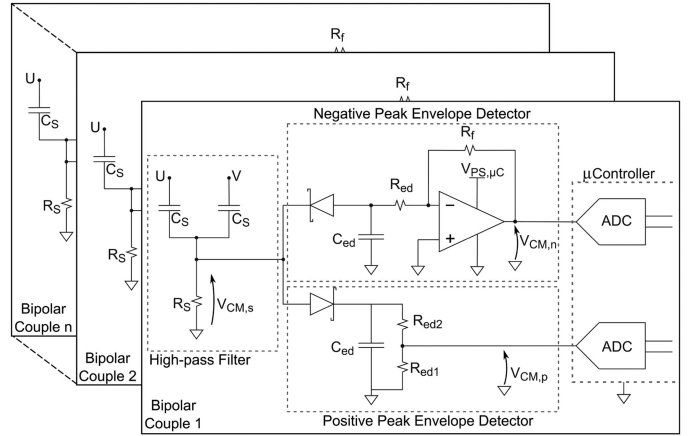 R_f
Bipolar
Couple n
U
C_S
R_S
R_f
Bipolar
Couple 2
U
C_S
R_S
Bipolar
Couple 1
High-pass Filter
U
V
C_S
C_S
R_S
V_CM,s
Negative Peak Envelope Detector
R_f
V_PS,μC
R_ed
C_ed
−
+
V_CM,n
μController
ADC
C_ed
R_ed2
R_ed1
V_CM,p
ADC
Positive Peak Envelope Detector